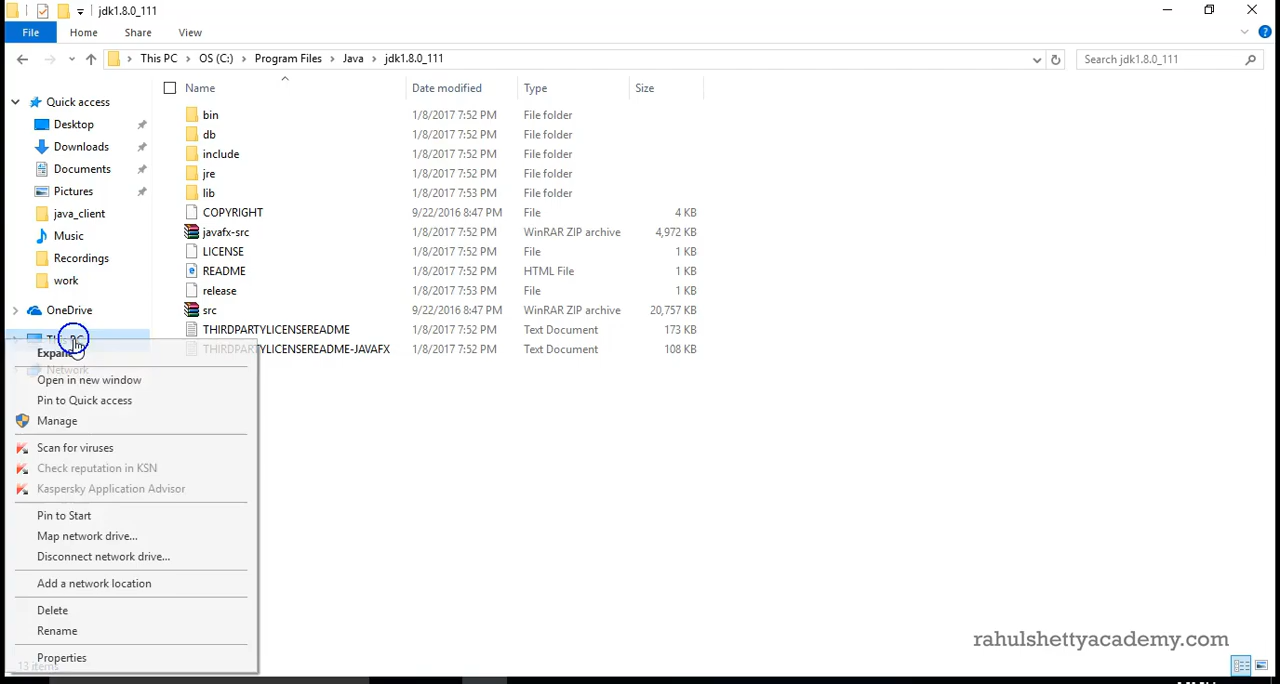 jdk1.8.0_111
File Home Share View
This PC OS (C:) Program Files Java jdk1.8.0_111
Search jdk1.8.0_111
Name Date modified Type Size
Quick access
Desktop
Downloads
Documents
Pictures
java_client
Music
Recordings
work
OneDrive
This PC
Network
bin 1/8/2017 7:52 PM File folder
db 1/8/2017 7:52 PM File folder
include 1/8/2017 7:52 PM File folder
jre 1/8/2017 7:52 PM File folder
lib 1/8/2017 7:53 PM File folder
COPYRIGHT 9/22/2016 8:47 PM File 4 KB
javafx-src 1/8/2017 7:52 PM WinRAR ZIP archive 4,972 KB
LICENSE 1/8/2017 7:52 PM File 1 KB
README 1/8/2017 7:52 PM HTML File 1 KB
release 1/8/2017 7:53 PM File 1 KB
src 9/22/2016 8:47 PM WinRAR ZIP archive 20,757 KB
THIRDPARTYLICENSEREADME 1/8/2017 7:52 PM Text Document 173 KB
THIRDPARTYLICENSEREADME-JAVAFX 1/8/2017 7:52 PM Text Document 108 KB
Expand
Open in new window
Pin to Quick access
Manage
Scan for viruses
Check reputation in KSN
Kaspersky Application Advisor
Pin to Start
Map network drive...
Disconnect network drive...
Add a network location
Delete
Rename
Properties
13 items
rahulshettyacademy.com